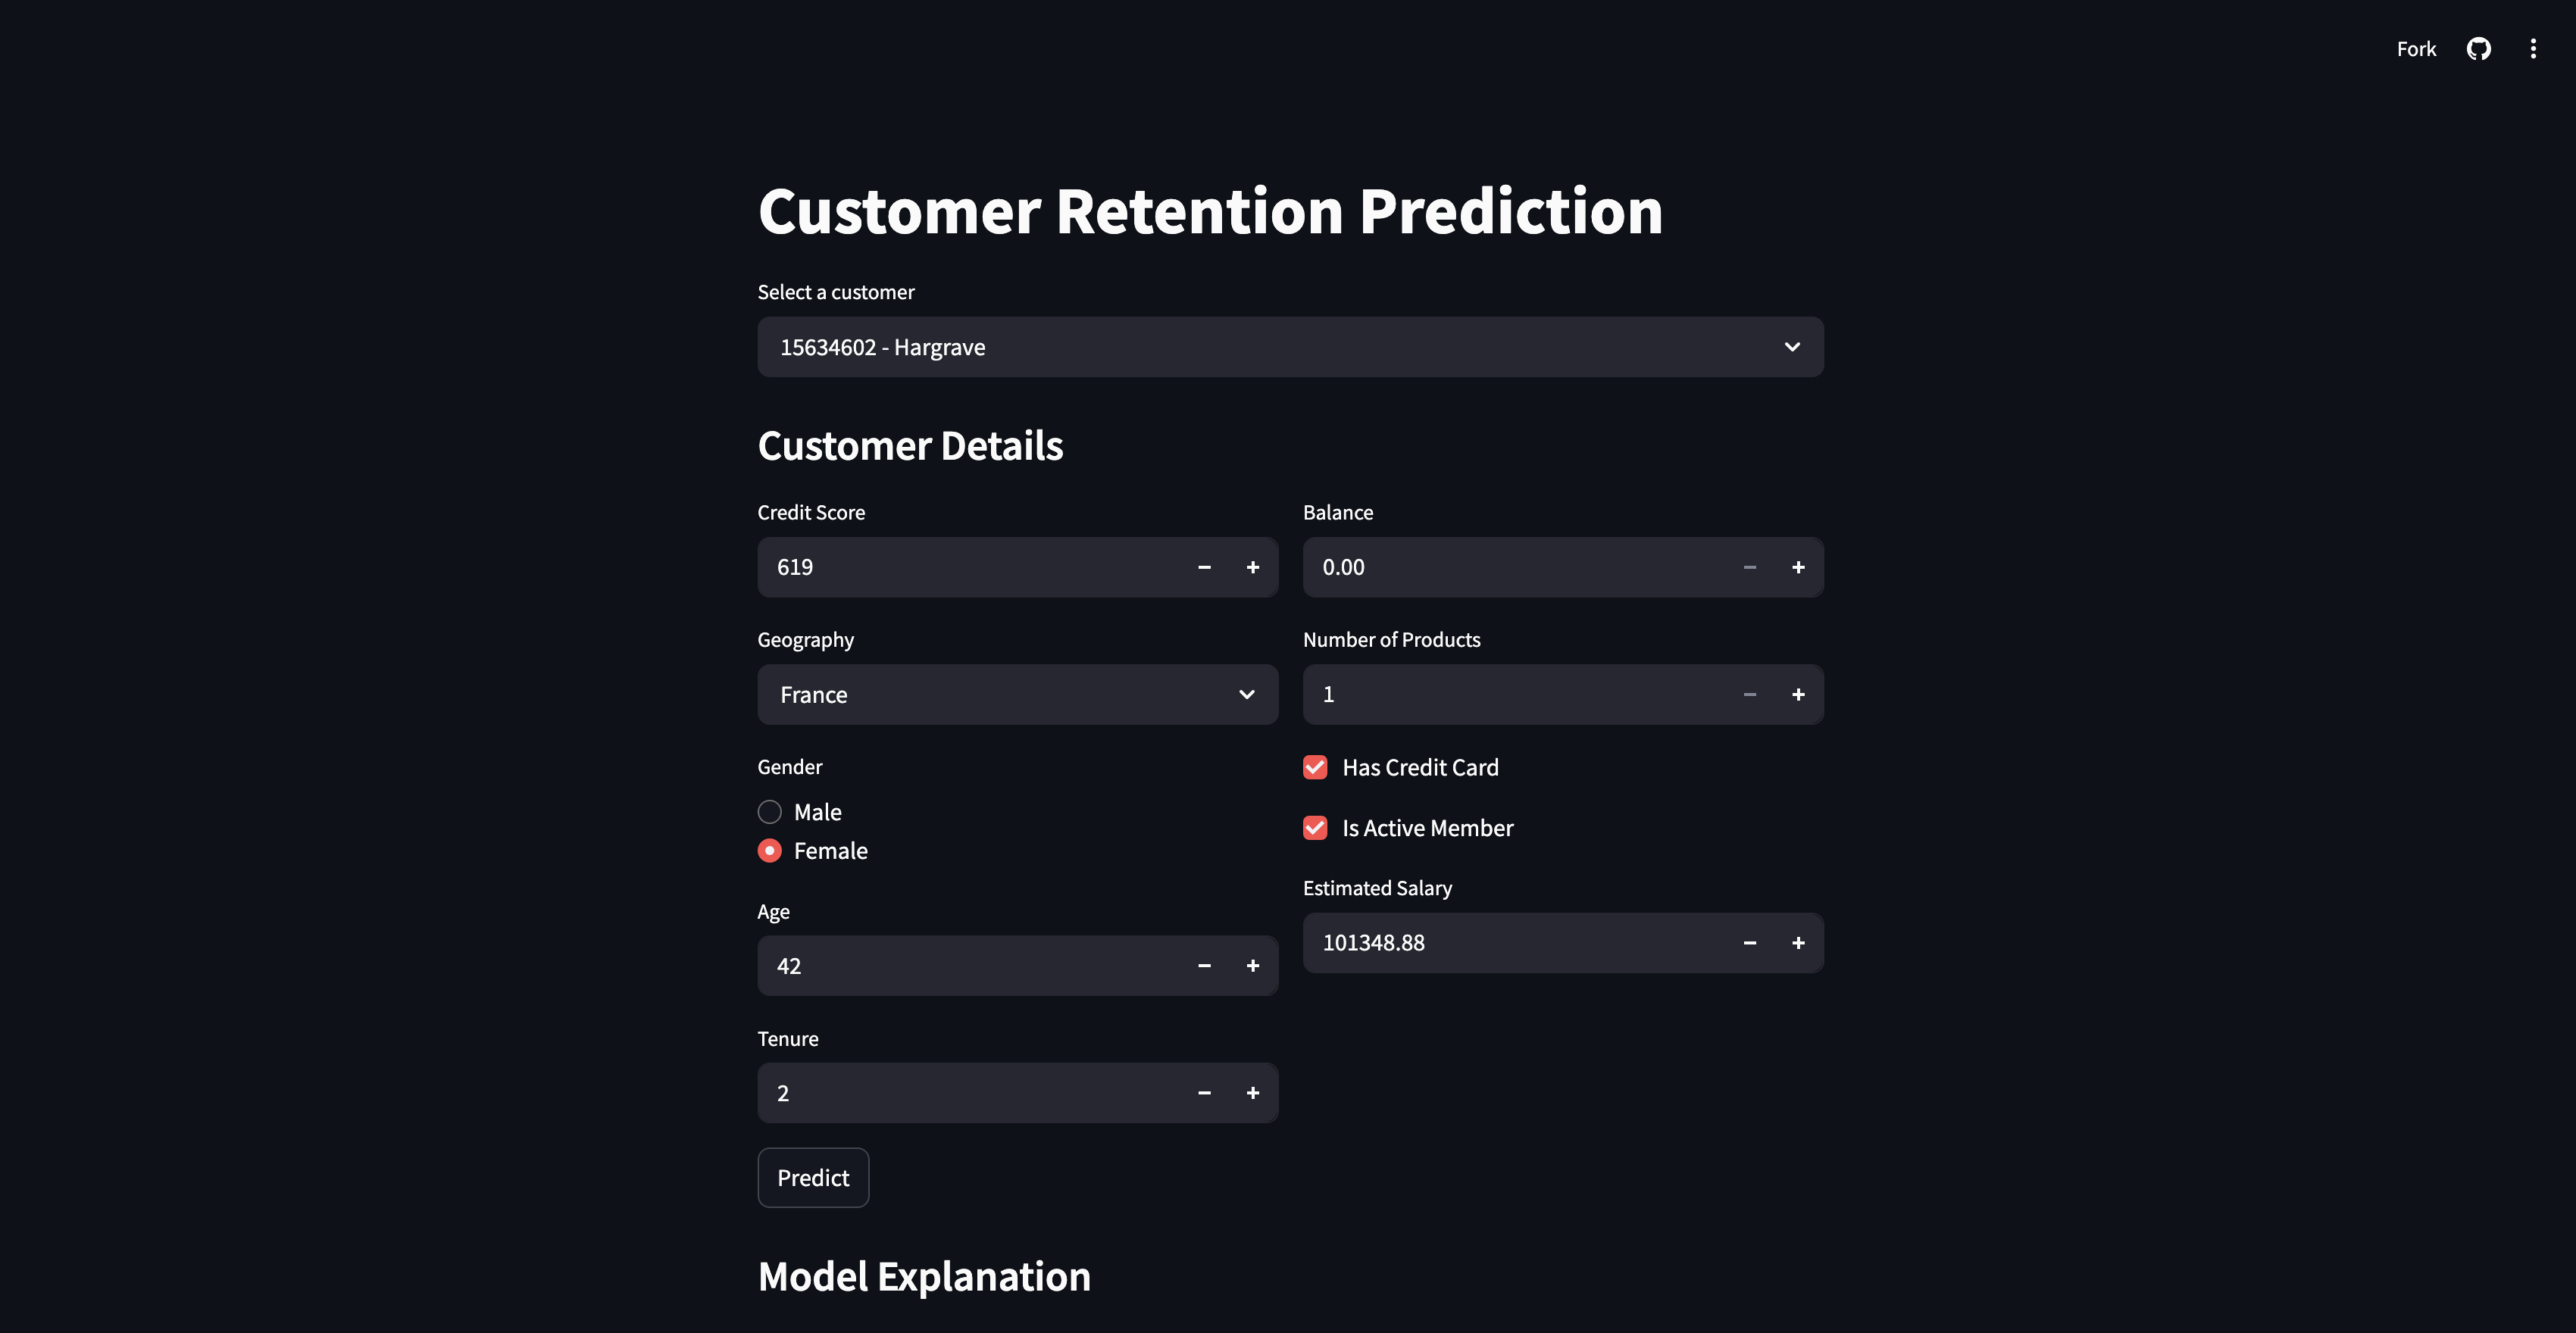 Fork
Customer Retention Prediction
Select a customer
15634602 - Hargrave
Customer Details
Credit Score
619
Geography
France
Gender
Male
Female
Age
42
Tenure
2
Balance
0.00
Number of Products
1
Has Credit Card
Is Active Member
Estimated Salary
101348.88
Predict
Model Explanation